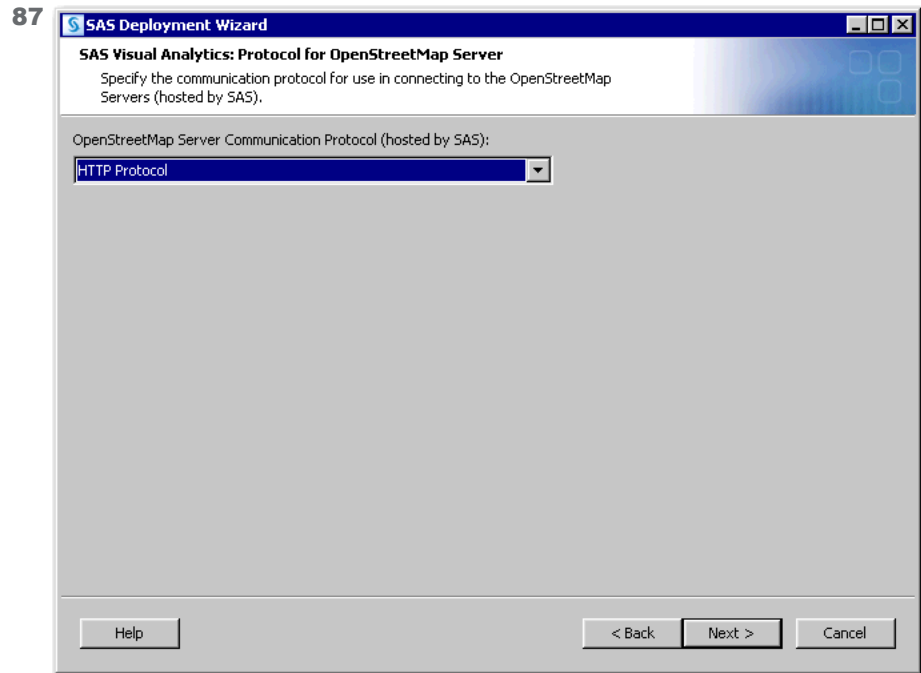 87
SAS Deployment Wizard
SAS Visual Analytics: Protocol for OpenStreetMap Server
Specify the communication protocol for use in connecting to the OpenStreetMap
Servers (hosted by SAS).
OpenStreetMap Server Communication Protocol (hosted by SAS):
HTTP Protocol
Help
< Back
Next >
Cancel